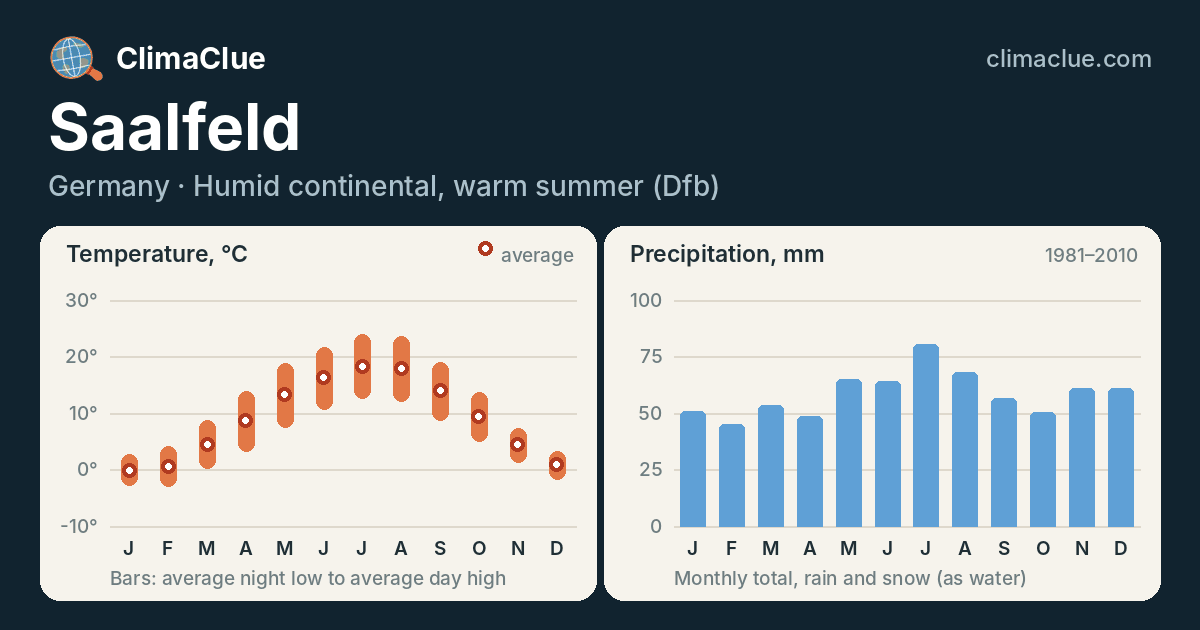 ClimaClue
climaclue.com
Saalfeld
Germany · Humid continental, warm summer (Dfb)
Temperature, °C
average
30°
20°
10°
0°
-10°
J F M A M J J A S O N D
Bars: average night low to average day high
Precipitation, mm
1981–2010
100
75
50
25
0
J F M A M J J A S O N D
Monthly total, rain and snow (as water)